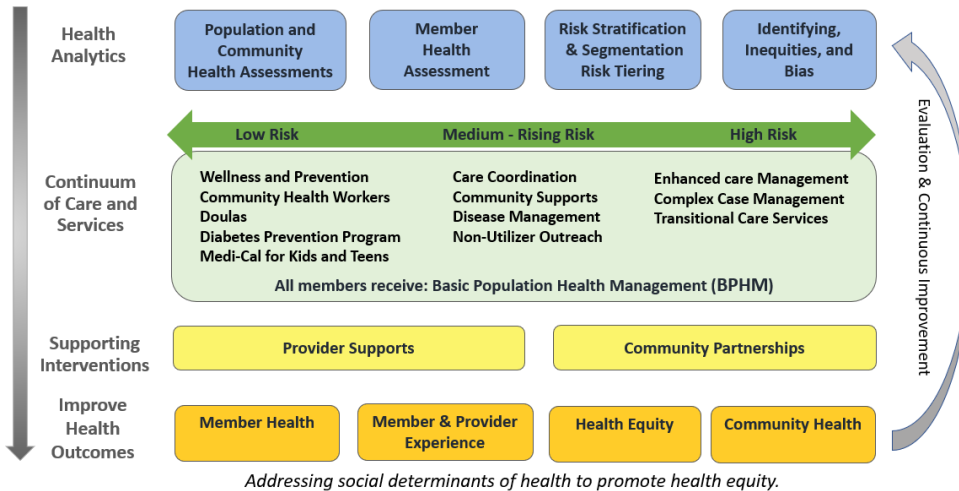 Health
Analytics
Population and
Community
Health Assessments
Member
Health
Assessment
Risk Stratification
& Segmentation
Risk Tiering
Identifying,
Inequities, and
Bias
Low Risk
Medium - Rising Risk
High Risk
Continuum
of Care and
Services
Wellness and Prevention
Community Health Workers
Doulas
Diabetes Prevention Program
Medi-Cal for Kids and Teens
Care Coordination
Community Supports
Disease Management
Non-Utilizer Outreach
Enhanced care Management
Complex Case Management
Transitional Care Services
All members receive: Basic Population Health Management (BPHM)
Supporting
Interventions
Provider Supports
Community Partnerships
Improve
Health
Outcomes
Member Health
Member & Provider
Experience
Health Equity
Community Health
Evaluation & Continuous Improvement
Addressing social determinants of health to promote health equity.